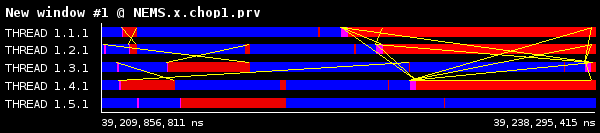 New window #1 @ NEMS.x.chop1.prv
THREAD 1.1.1
THREAD 1.2.1
THREAD 1.3.1
THREAD 1.4.1
THREAD 1.5.1
39,209,856,811 ns 39,238,295,415 ns